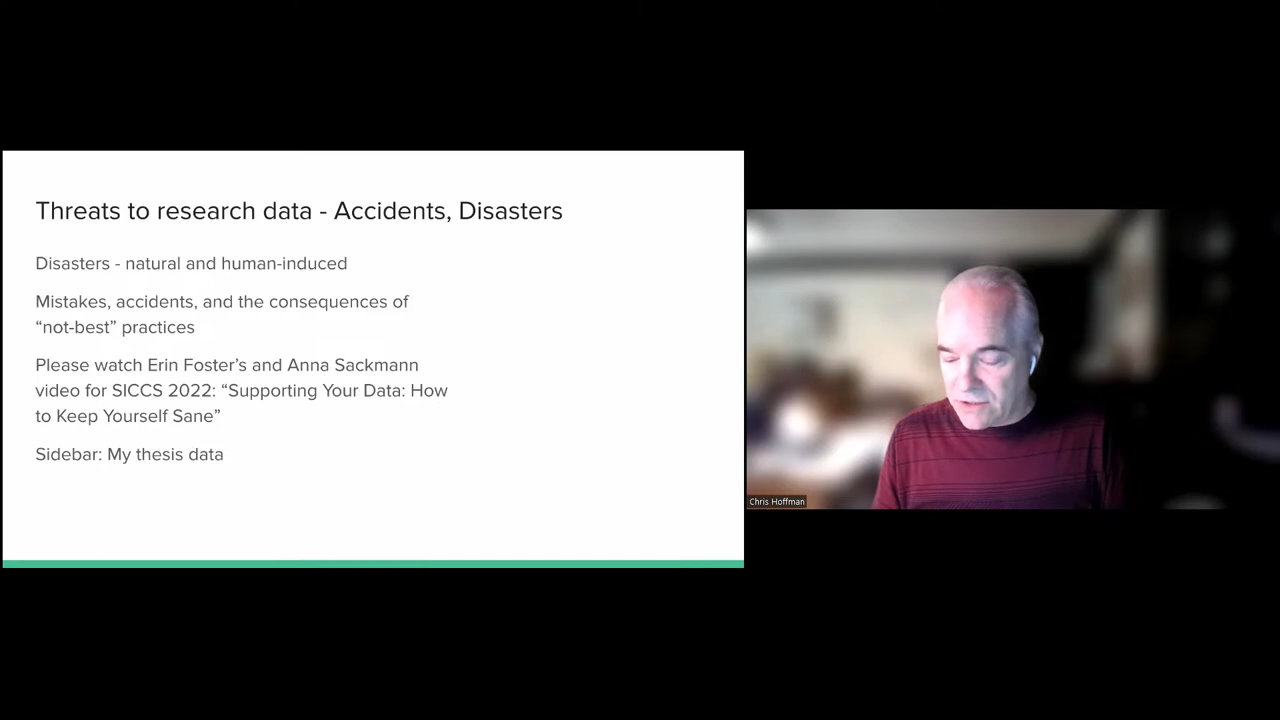 Threats to research data - Accidents, Disasters
Disasters - natural and human-induced
Mistakes, accidents, and the consequences of
“not-best” practices
Please watch Erin Foster’s and Anna Sackmann
video for SICCS 2022: “Supporting Your Data: How
to Keep Yourself Sane”
Sidebar: My thesis data
Chris Hoffman